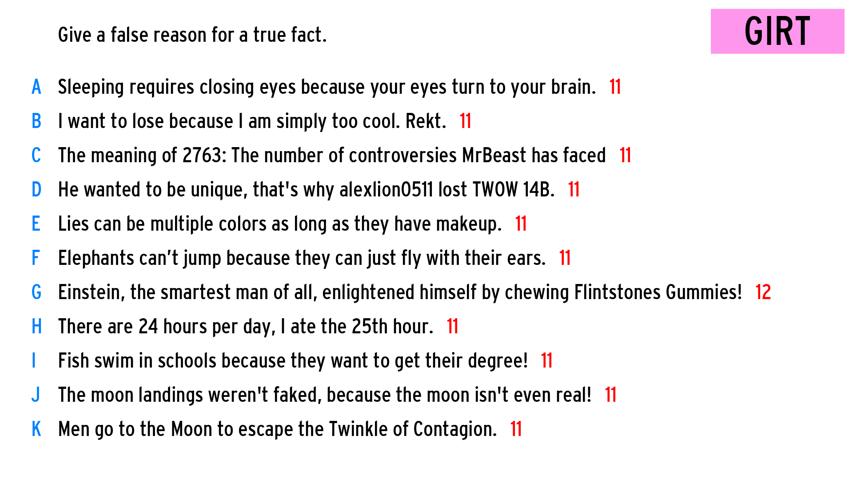 Give a false reason for a true fact.
GIRT
A Sleeping requires closing eyes because your eyes turn to your brain. 11
B I want to lose because I am simply too cool. Rekt. 11
C The meaning of 2763: The number of controversies MrBeast has faced 11
D He wanted to be unique, that's why alexlion0511 lost TWOW 14B. 11
E Lies can be multiple colors as long as they have makeup. 11
F Elephants can’t jump because they can just fly with their ears. 11
G Einstein, the smartest man of all, enlightened himself by chewing Flintstones Gummies! 12
H There are 24 hours per day, I ate the 25th hour. 11
I Fish swim in schools because they want to get their degree! 11
J The moon landings weren't faked, because the moon isn't even real! 11
K Men go to the Moon to escape the Twinkle of Contagion. 11